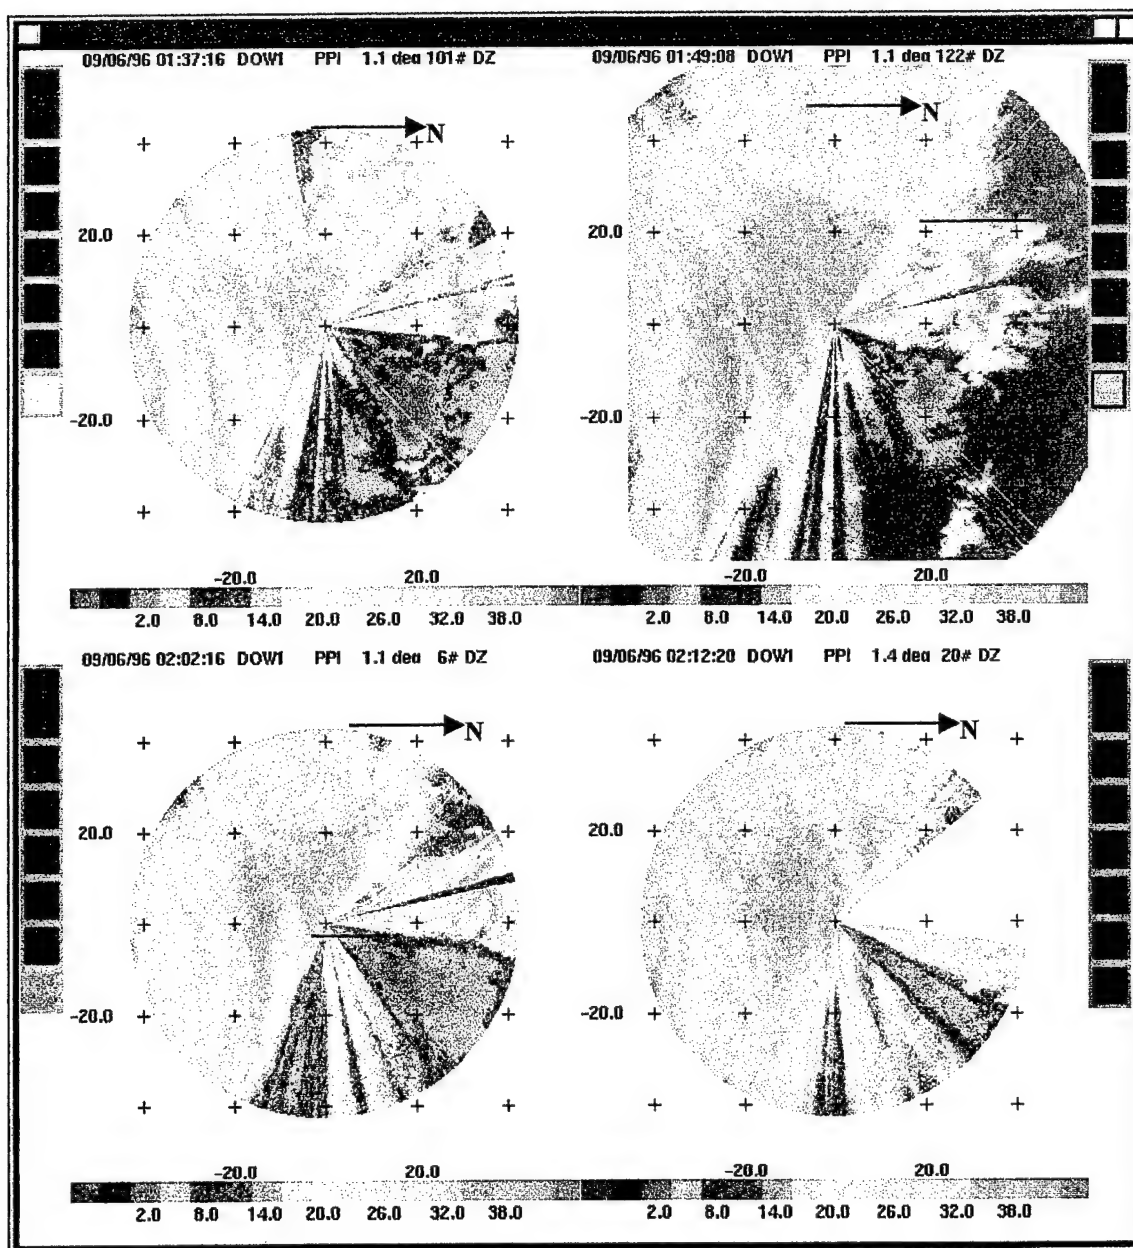 09/06/96 01:37:16 DOW1 PPI 1.1 deg 101# DZ
N
20.0
-20.0
-20.0 20.0
2.0 8.0 14.0 20.0 26.0 32.0 38.0
09/06/96 01:49:08 DOW1 PPI 1.1 deg 122# DZ
N
20.0
-20.0
-20.0 20.0
2.0 8.0 14.0 20.0 26.0 32.0 38.0
09/06/96 02:02:16 DOW1 PPI 1.1 deg 6# DZ
N
20.0
-20.0
-20.0 20.0
2.0 8.0 14.0 20.0 26.0 32.0 38.0
09/06/96 02:12:20 DOW1 PPI 1.4 deg 20# DZ
N
20.0
-20.0
-20.0 20.0
2.0 8.0 14.0 20.0 26.0 32.0 38.0